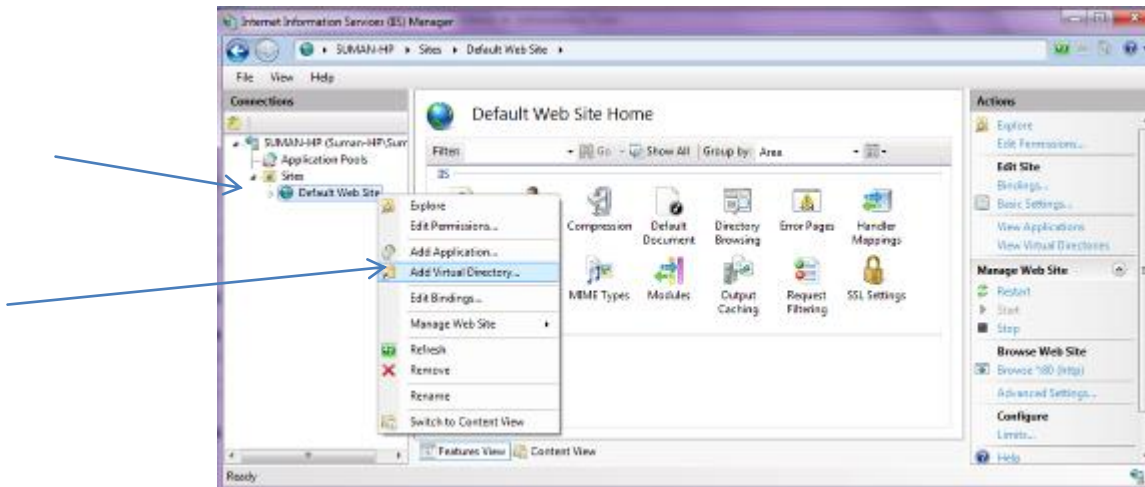 Internet Information Services (IIS) Manager
SUMAN-HP Sites Default Web Site
File View Help
Connections
SUMAN-HP (Suman-HP\Sum
Application Pools
Sites
Default Web Site
Explore
Edit Permissions...
Add Application...
Add Virtual Directory...
Edit Bindings...
Manage Web Site
Refresh
Remove
Rename
Switch to Content View
Default Web Site Home
Filter: Go Show All Group by: Area
IIS
Compression
Default Document
Directory Browsing
Error Pages
Handler Mappings
MIME Types
Modules
Output Caching
Request Filtering
SSL Settings
Features View Content View
Actions
Explore
Edit Permissions...
Edit Site
Bindings...
Basic Settings...
View Applications
View Virtual Directories
Manage Web Site
Restart
Start
Stop
Browse Web Site
Browse *:80 (http)
Advanced Settings...
Configure
Limits...
Help
Ready